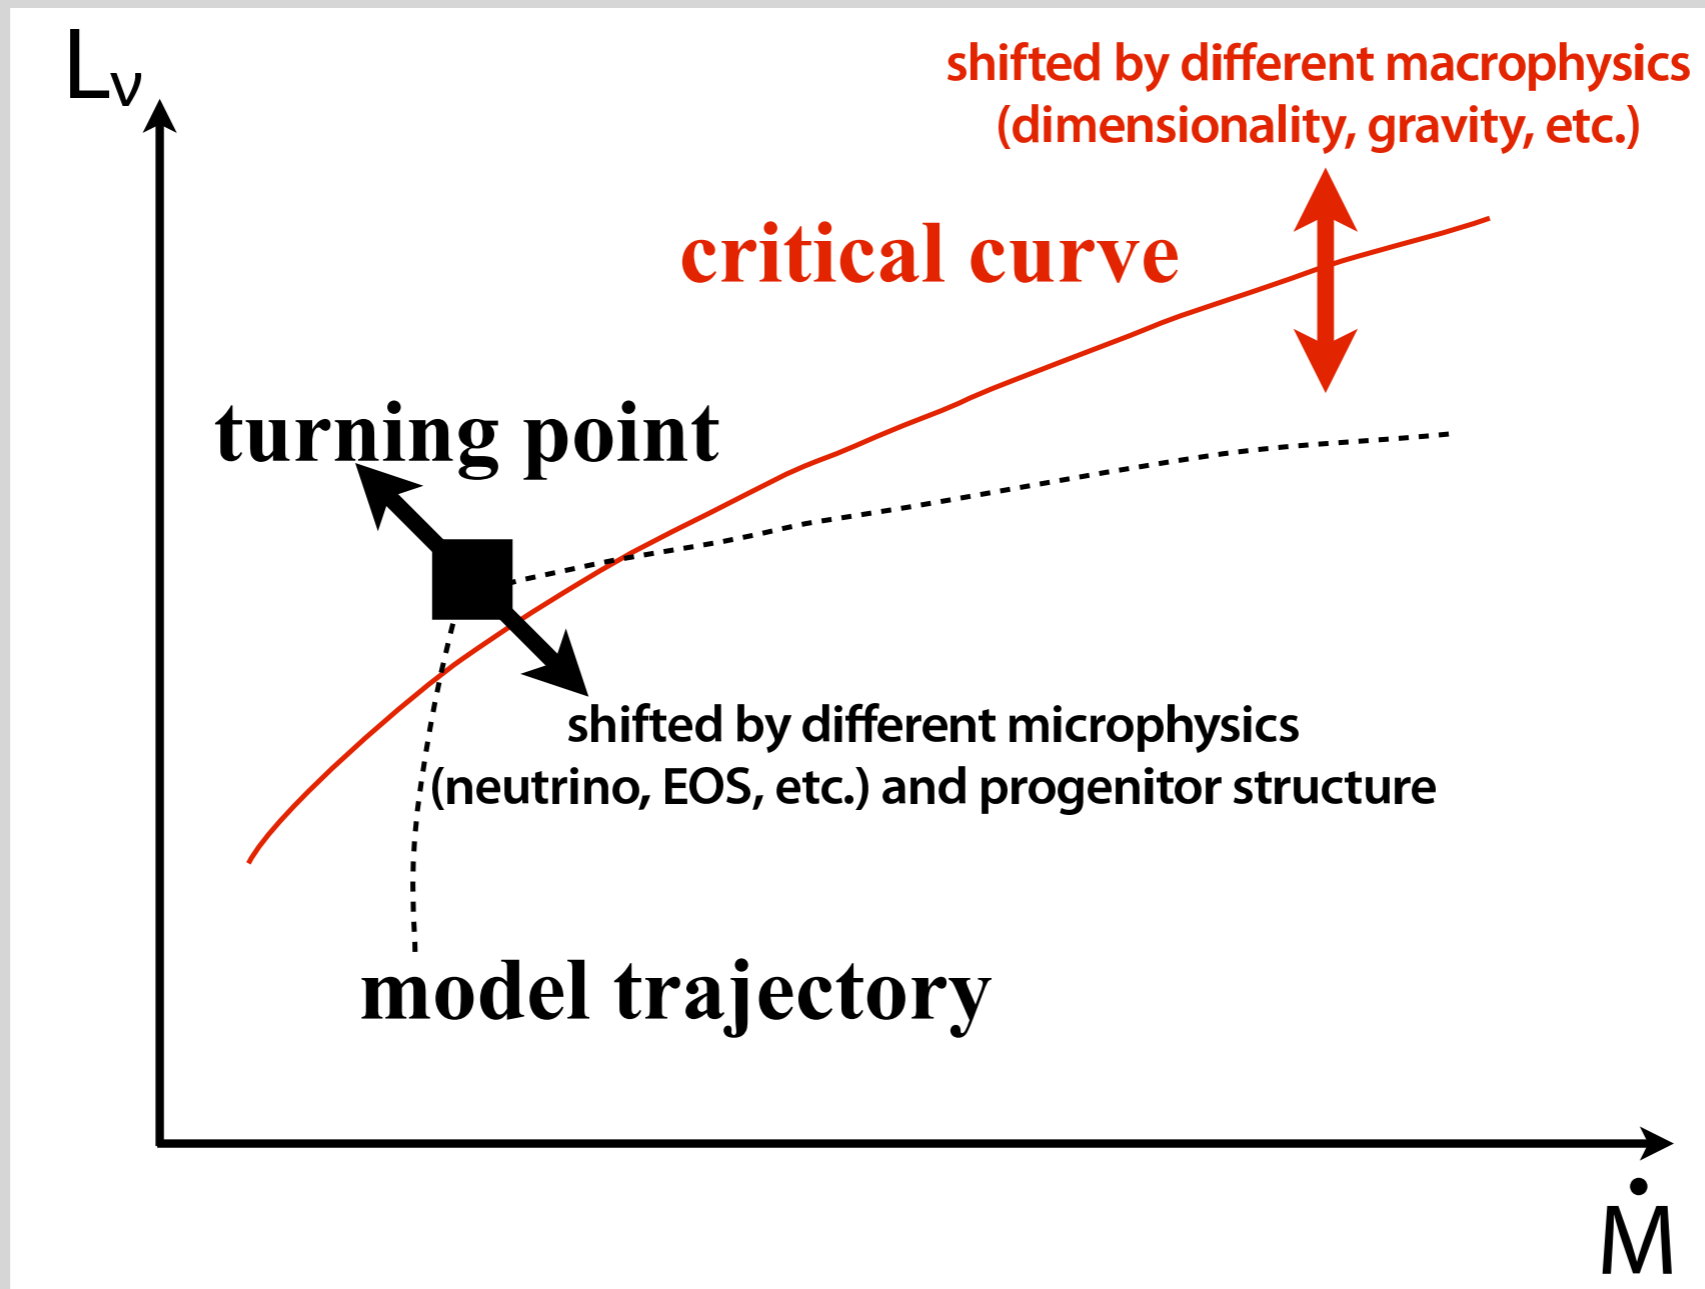 Lν
shifted by different macrophysics
(dimensionality, gravity, etc.)
critical curve
turning point
shifted by different microphysics
(neutrino, EOS, etc.) and progenitor structure
model trajectory
Ṁ